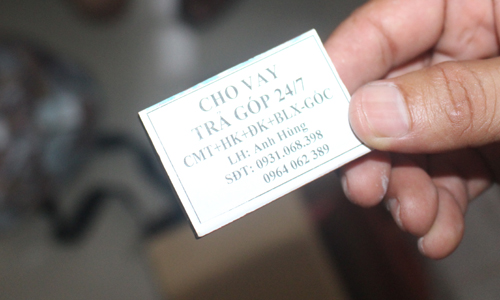 CHO VAY
TRẢ GÓP 24/7
CMT+HK+ĐK+BLX-GỐC
LH: Anh Hùng
SĐT: 0931.068.398
0964 062 389